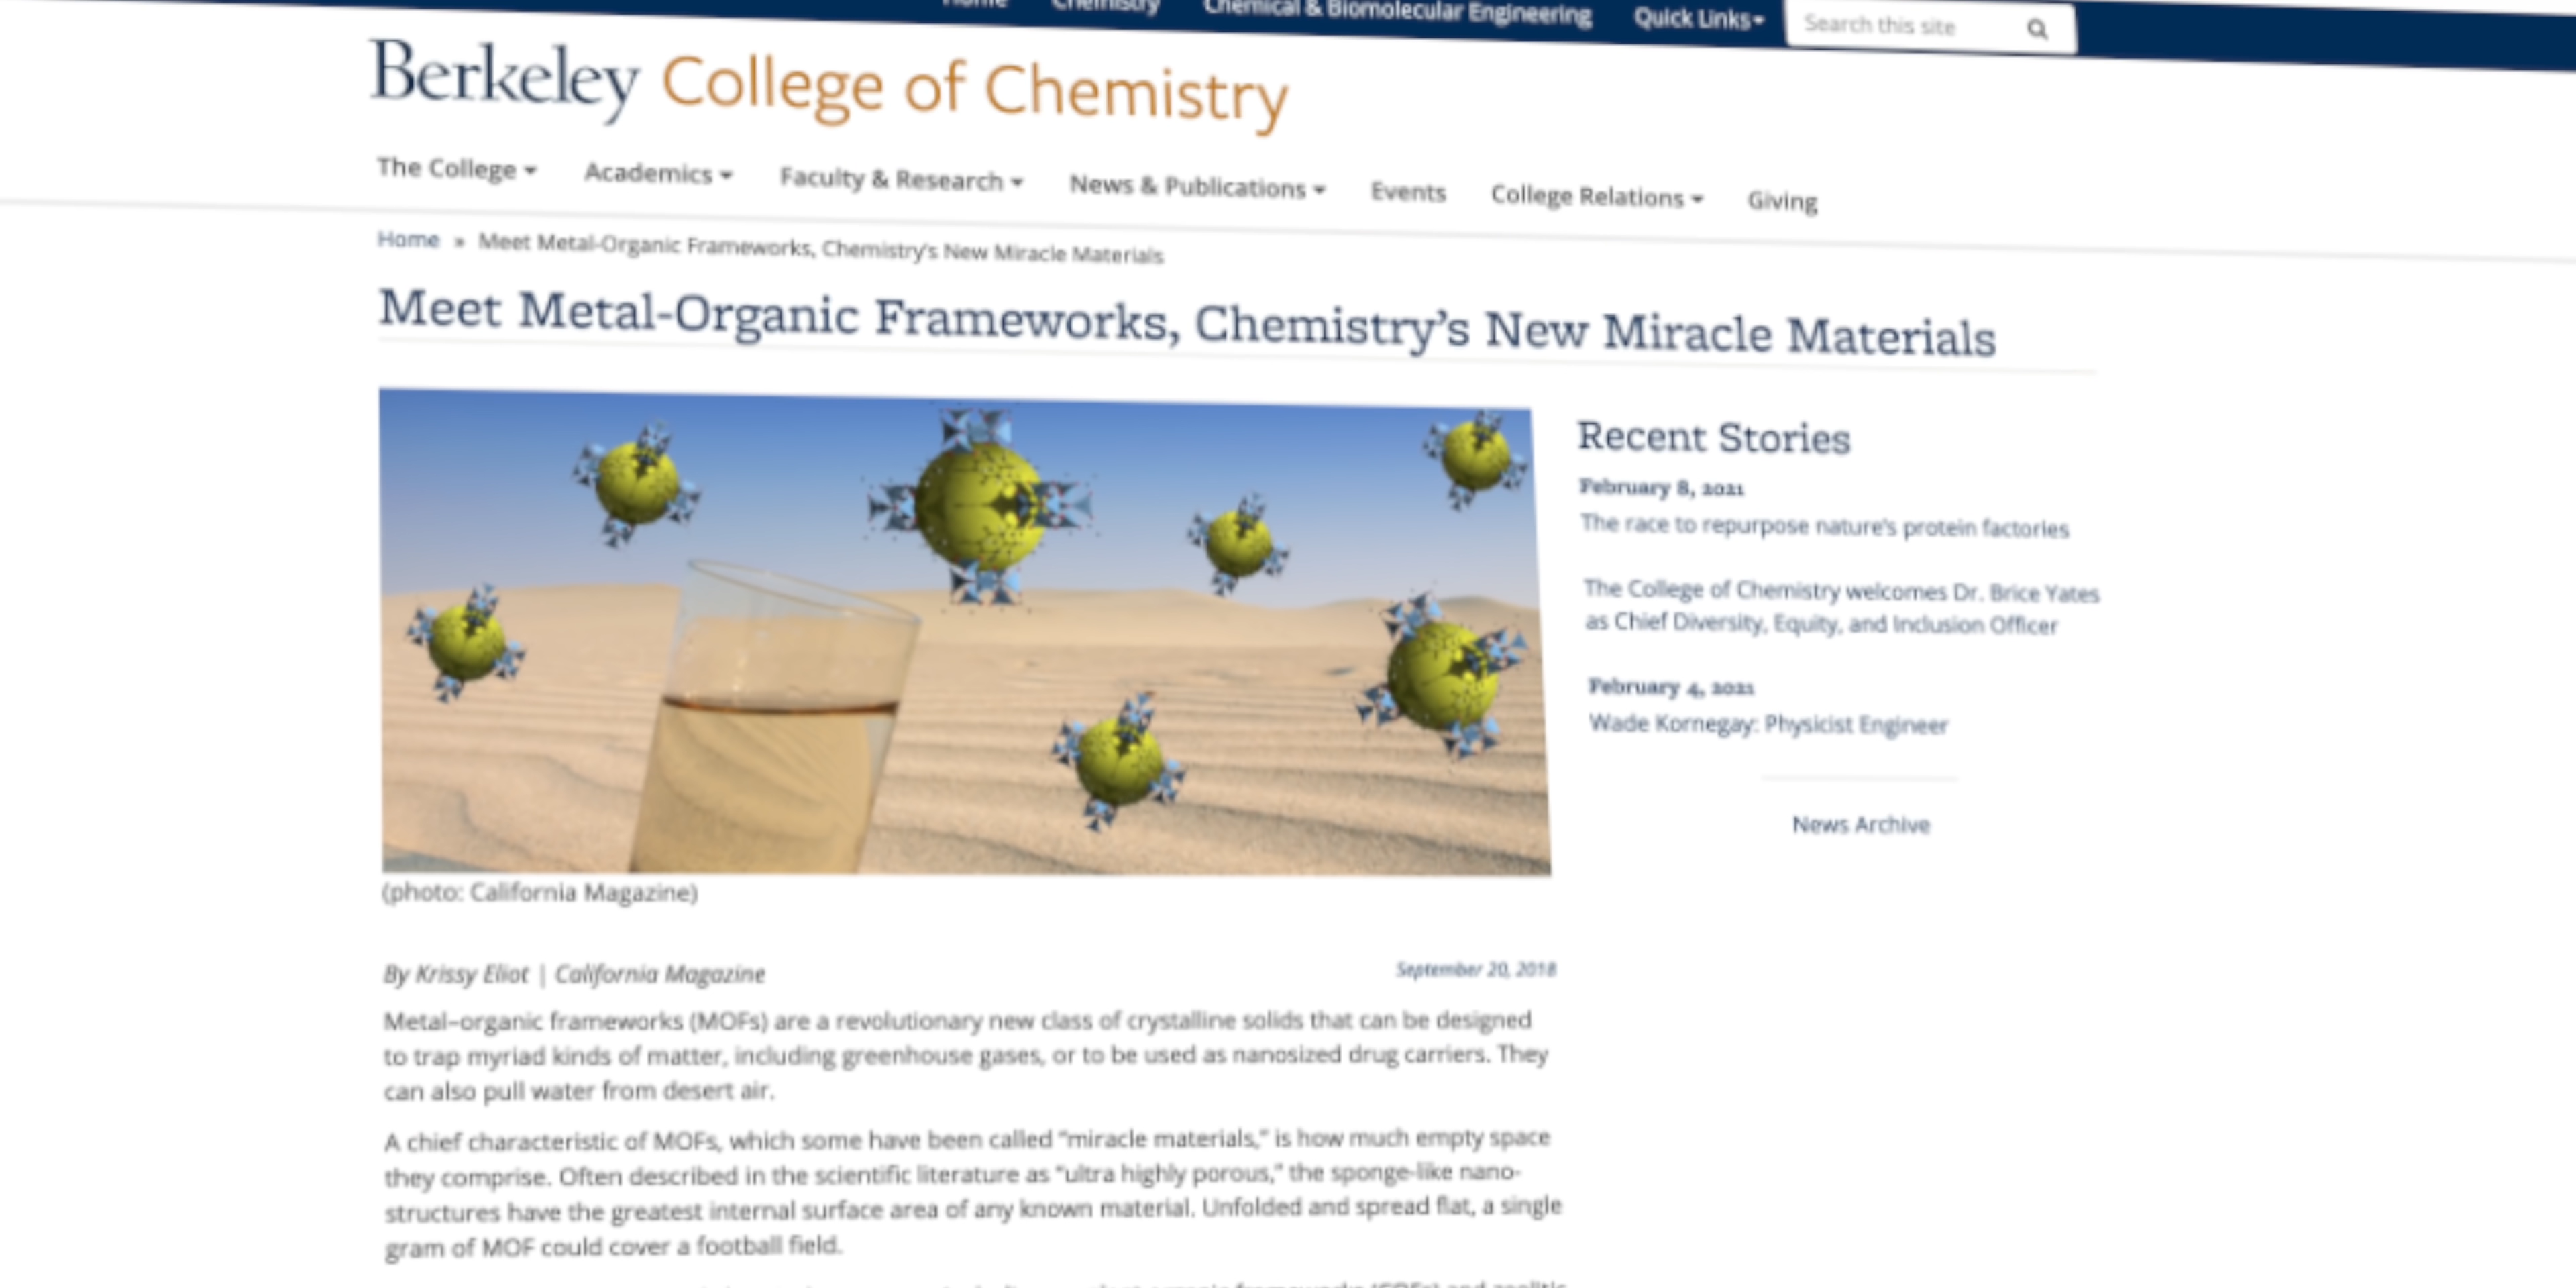 Home Chemistry Chemical & Biomolecular Engineering Quick Links Search this site
Berkeley College of Chemistry
The College Academics Faculty & Research News & Publications Events College Relations Giving
Home » Meet Metal-Organic Frameworks, Chemistry's New Miracle Materials
Meet Metal-Organic Frameworks, Chemistry's New Miracle Materials
(photo: California Magazine)
By Krissy Eliot | California Magazine
September 20, 2018
Metal–organic frameworks (MOFs) are a revolutionary new class of crystalline solids that can be designed
to trap myriad kinds of matter, including greenhouse gases, or to be used as nanosized drug carriers. They
can also pull water from desert air.
A chief characteristic of MOFs, which some have been called "miracle materials," is how much empty space
they comprise. Often described in the scientific literature as "ultra highly porous," the sponge-like nano-
structures have the greatest internal surface area of any known material. Unfolded and spread flat, a single
gram of MOF could cover a football field.
Recent Stories
February 8, 2021
The race to repurpose nature's protein factories
The College of Chemistry welcomes Dr. Brice Yates
as Chief Diversity, Equity, and Inclusion Officer
February 4, 2021
Wade Kornegay: Physicist Engineer
News Archive